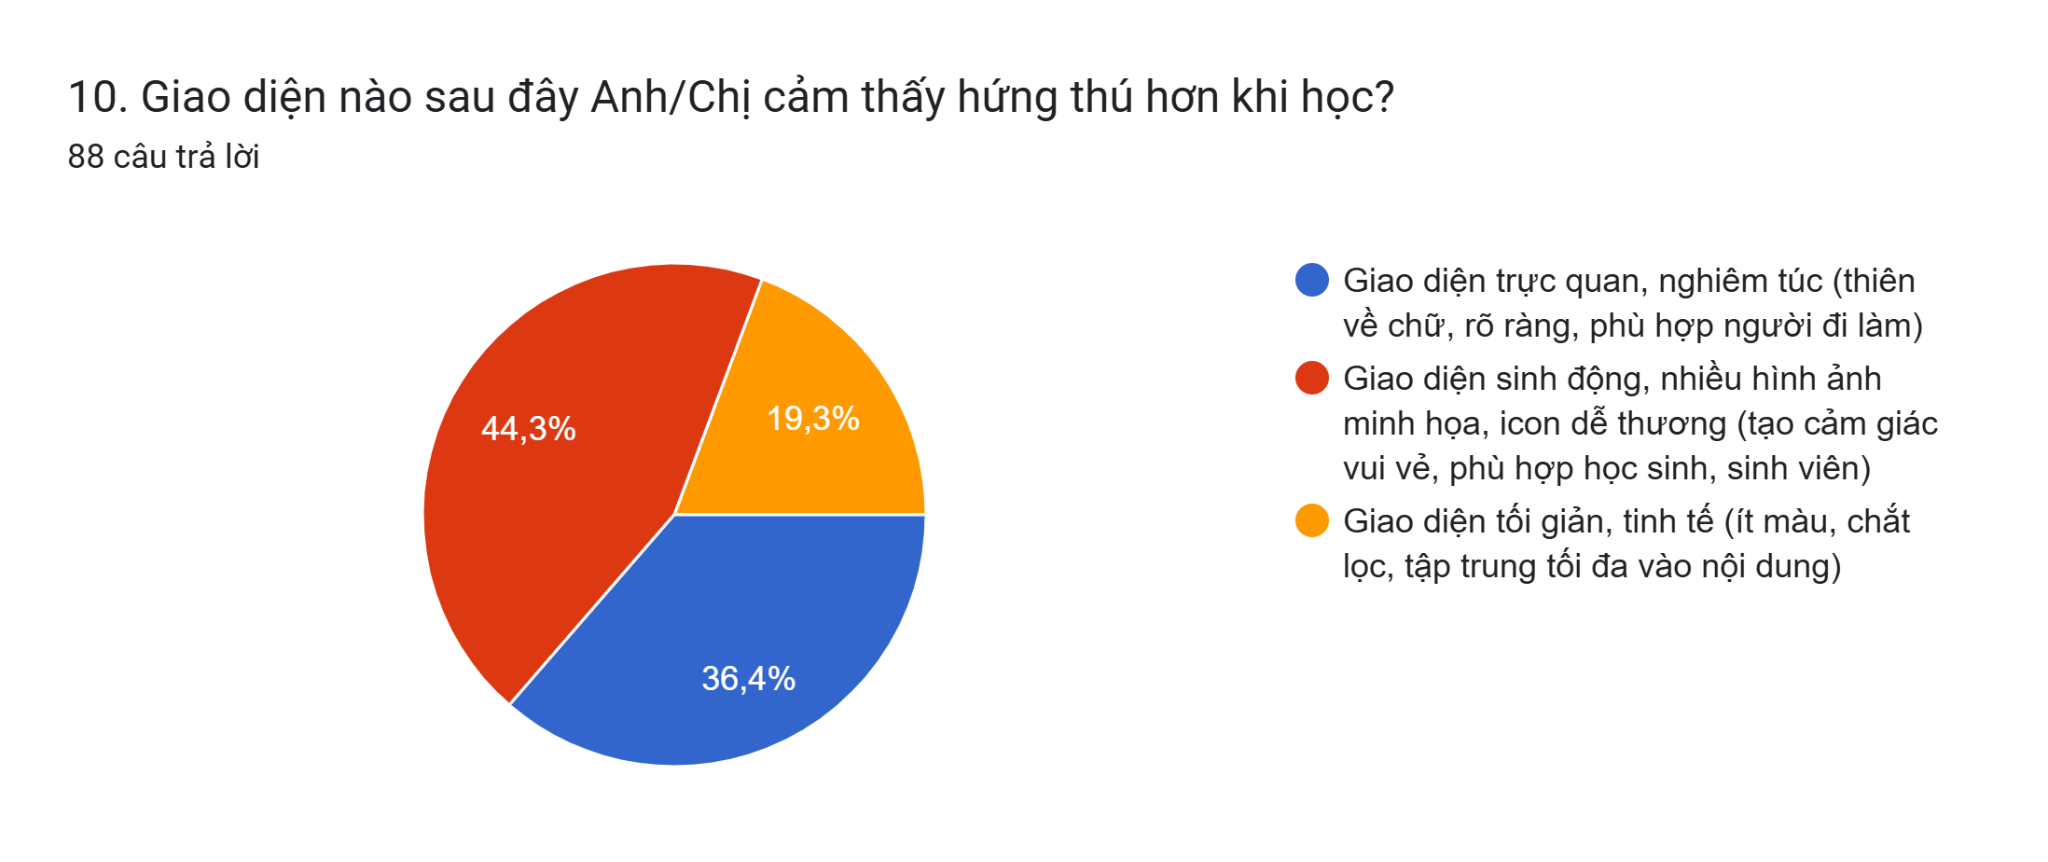 10. Giao diện nào sau đây Anh/Chị cảm thấy hứng thú hơn khi học?
88 câu trả lời
44,3%
19,3%
36,4%
Giao diện trực quan, nghiêm túc (thiên
về chữ, rõ ràng, phù hợp người đi làm)
Giao diện sinh động, nhiều hình ảnh
minh họa, icon dễ thương (tạo cảm giác
vui vẻ, phù hợp học sinh, sinh viên)
Giao diện tối giản, tinh tế (ít màu, chắt
lọc, tập trung tối đa vào nội dung)